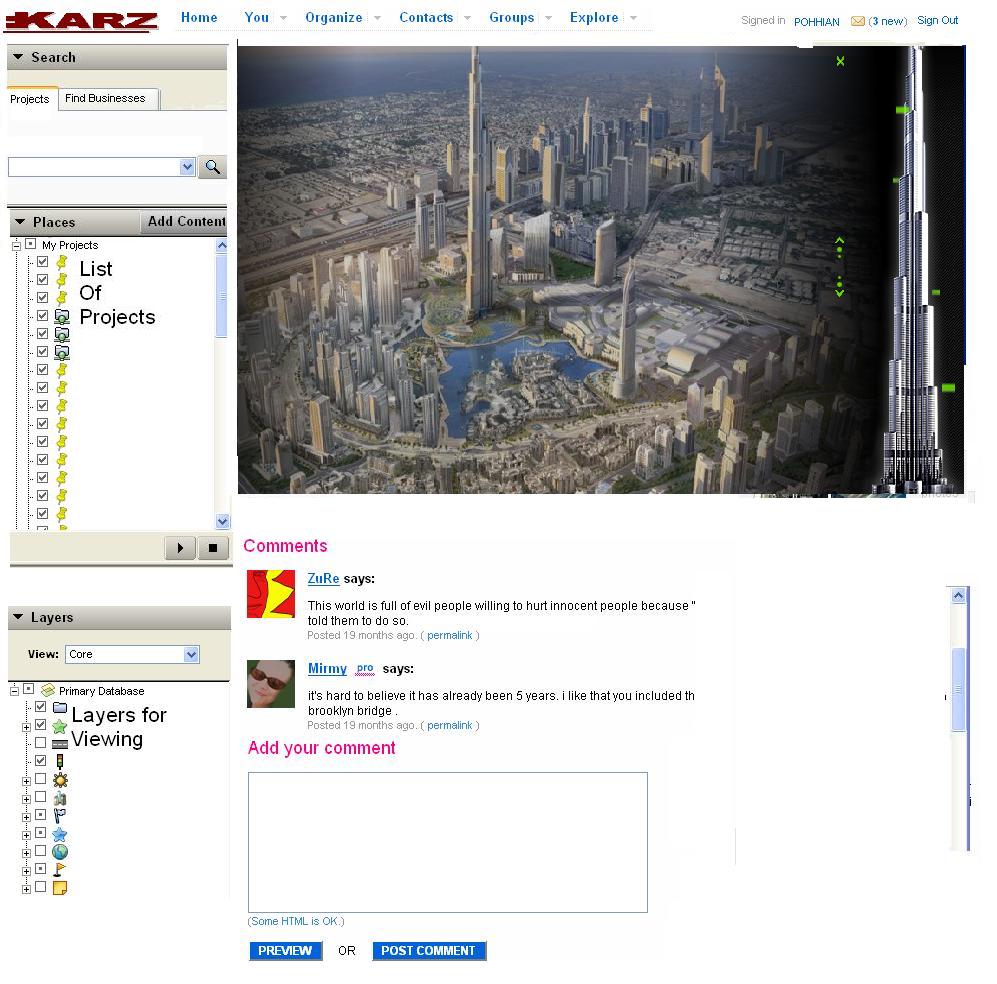 KARZ
Home You Organize Contacts Groups Explore
Signed in POHHIAN (3 new) Sign Out
Search
Projects Find Businesses
Places Add Content
My Projects
List
Of
Projects
Comments
ZuRe says:
This world is full of evil people willing to hurt innocent people because "
told them to do so.
Posted 19 months ago. ( permalink )
Layers
View: Core
Mirmy pro says:
it's hard to believe it has already been 5 years. i like that you included th
brooklyn bridge .
Posted 19 months ago. ( permalink )
Primary Database
Layers for
Viewing
Add your comment
(Some HTML is OK.)
PREVIEW OR POST COMMENT